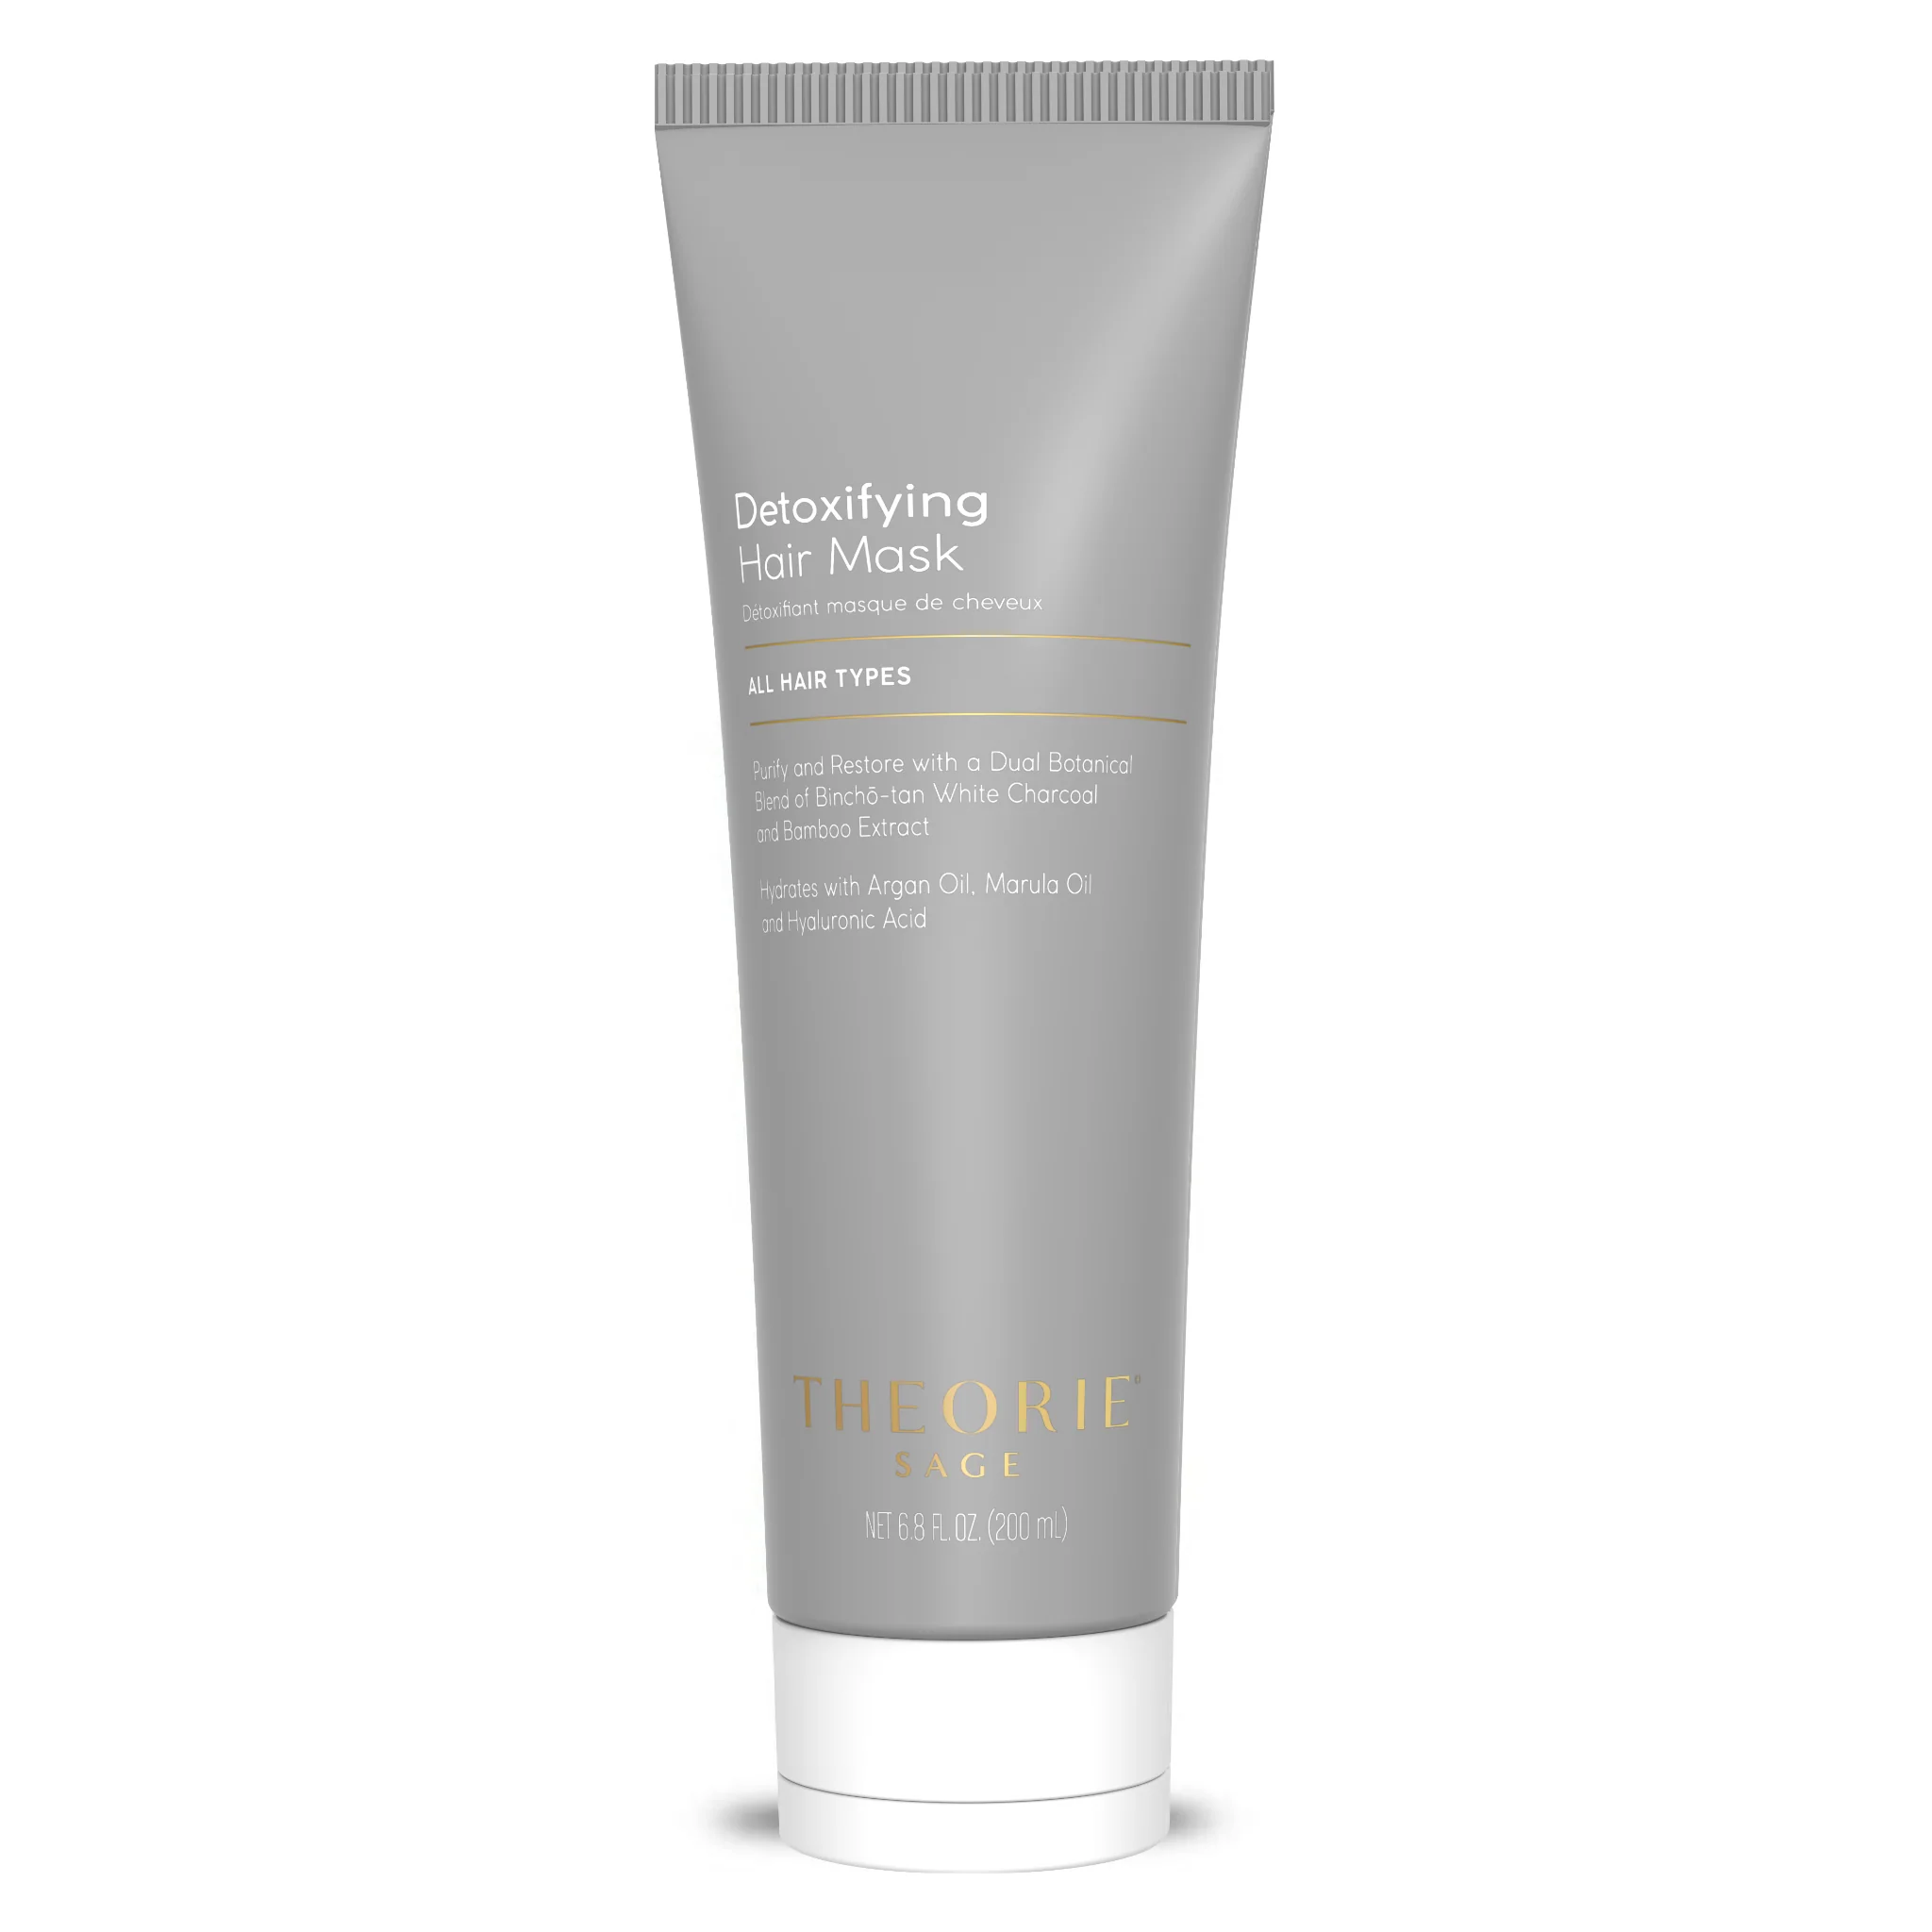 Detoxifying
Hair Mask
Détoxifiant masque de cheveux
ALL HAIR TYPES
Purify and Restore with a Dual Botanical
Blend of Binchō-tan White Charcoal
and Bamboo Extract
Hydrates with Argan Oil, Marula Oil
and Hyaluronic Acid
THEORIE
SAGE
NET 6.8 FL. OZ. (200 mL)